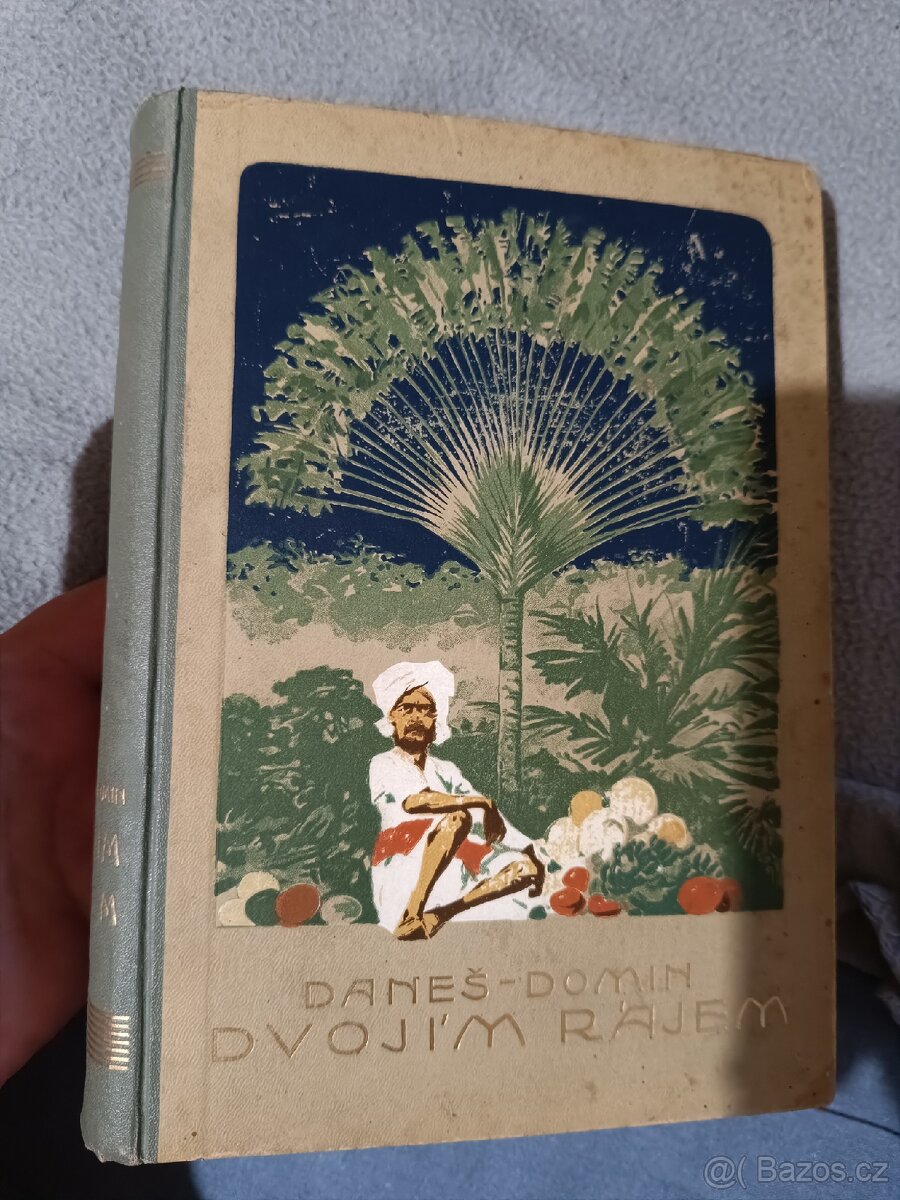 DANEŠ-DOMIN
DVOJÍM RÁJEM
@( Bazos.cz